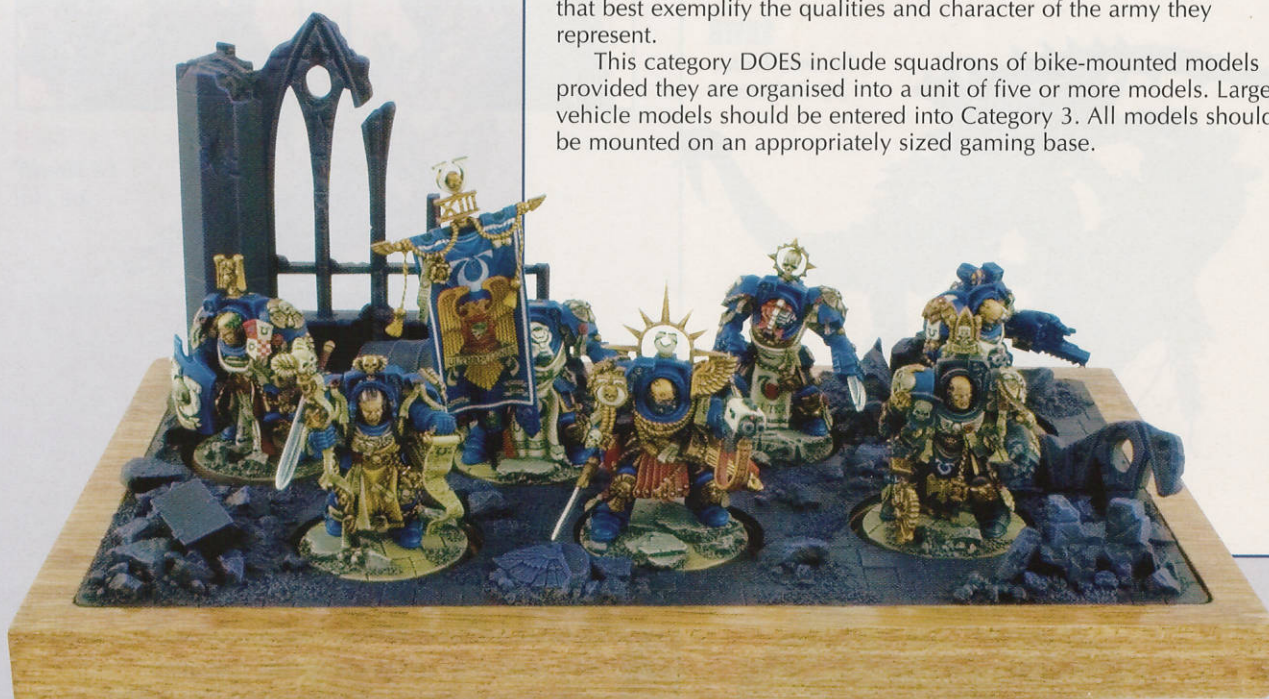 that best exemplify the qualities and character of the army they
represent.
This category DOES include squadrons of bike-mounted models
provided they are organised into a unit of five or more models. Large
vehicle models should be entered into Category 3. All models should
be mounted on an appropriately sized gaming base.
XIII